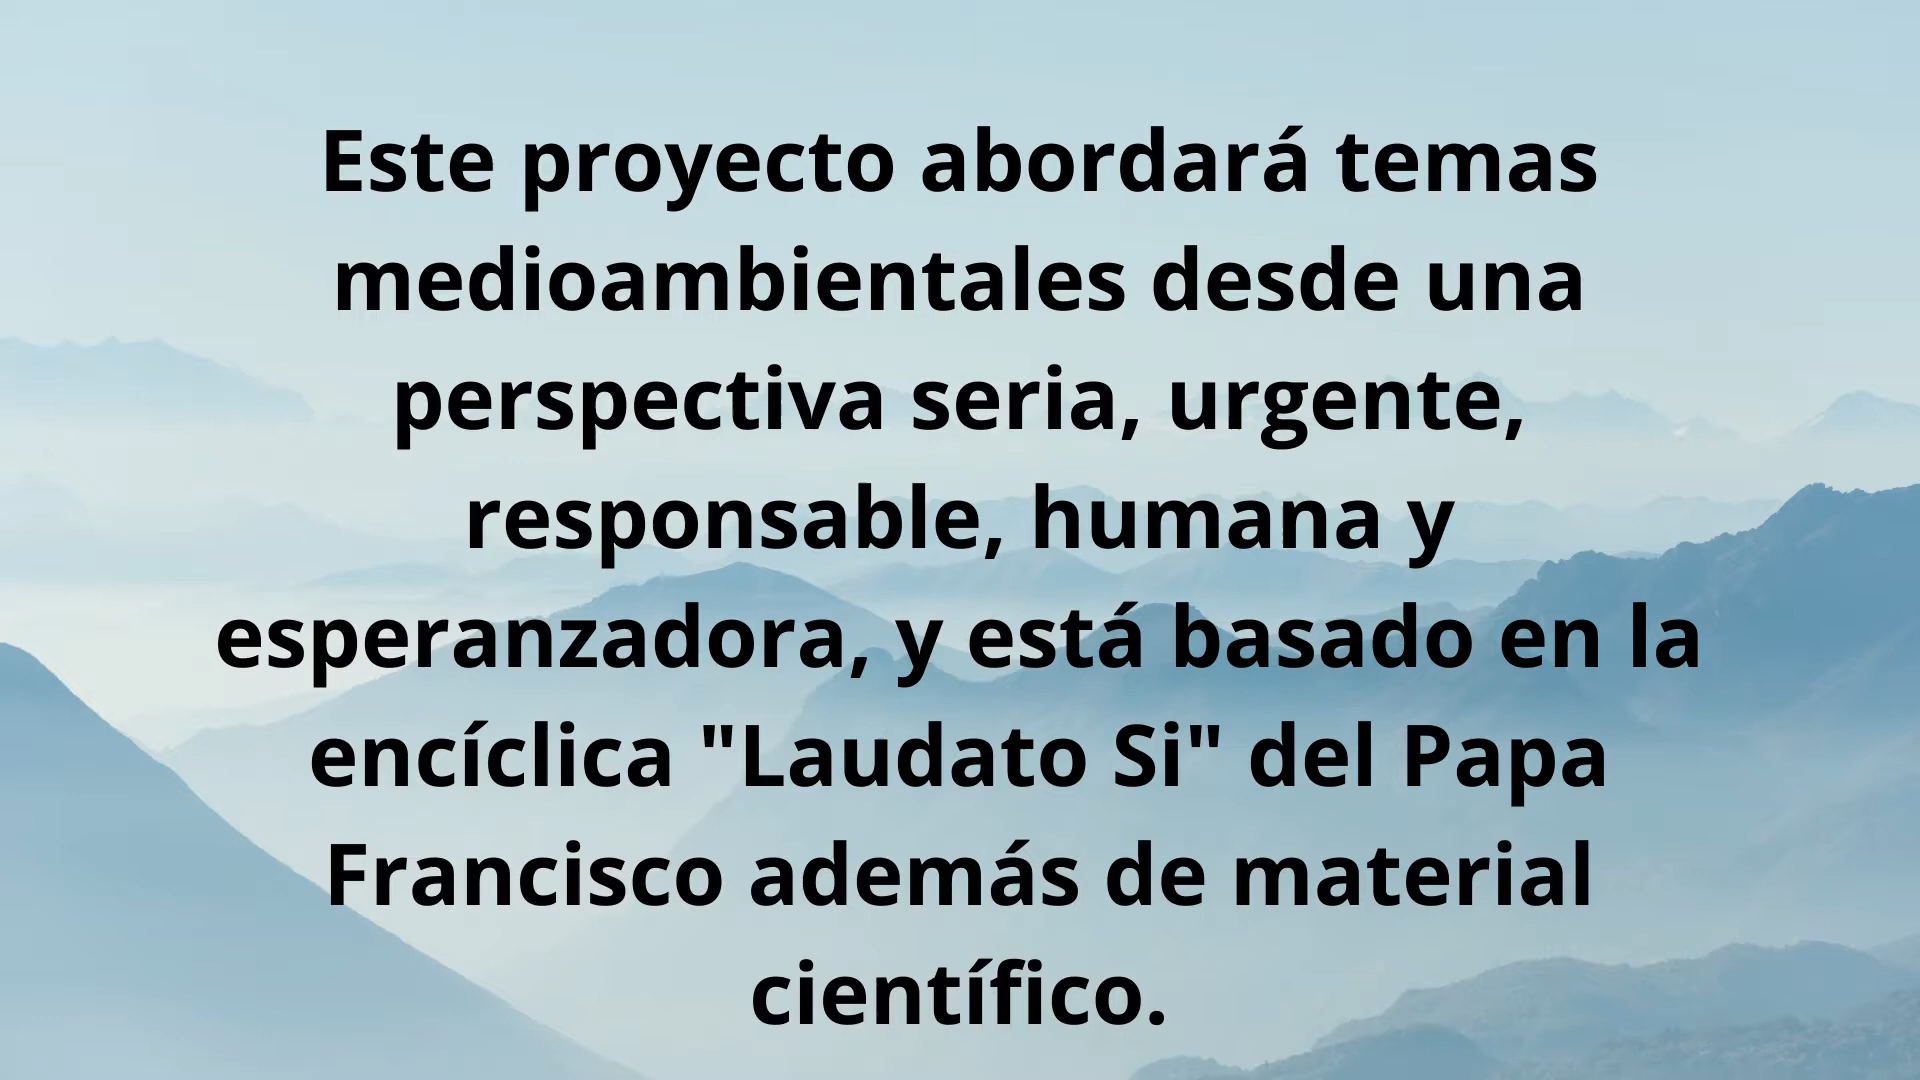 Este proyecto abordará temas
medioambientales desde una
perspectiva seria, urgente,
responsable, humana y
esperanzadora, y está basado en la
encíclica "Laudato Si" del Papa
Francisco además de material
científico.